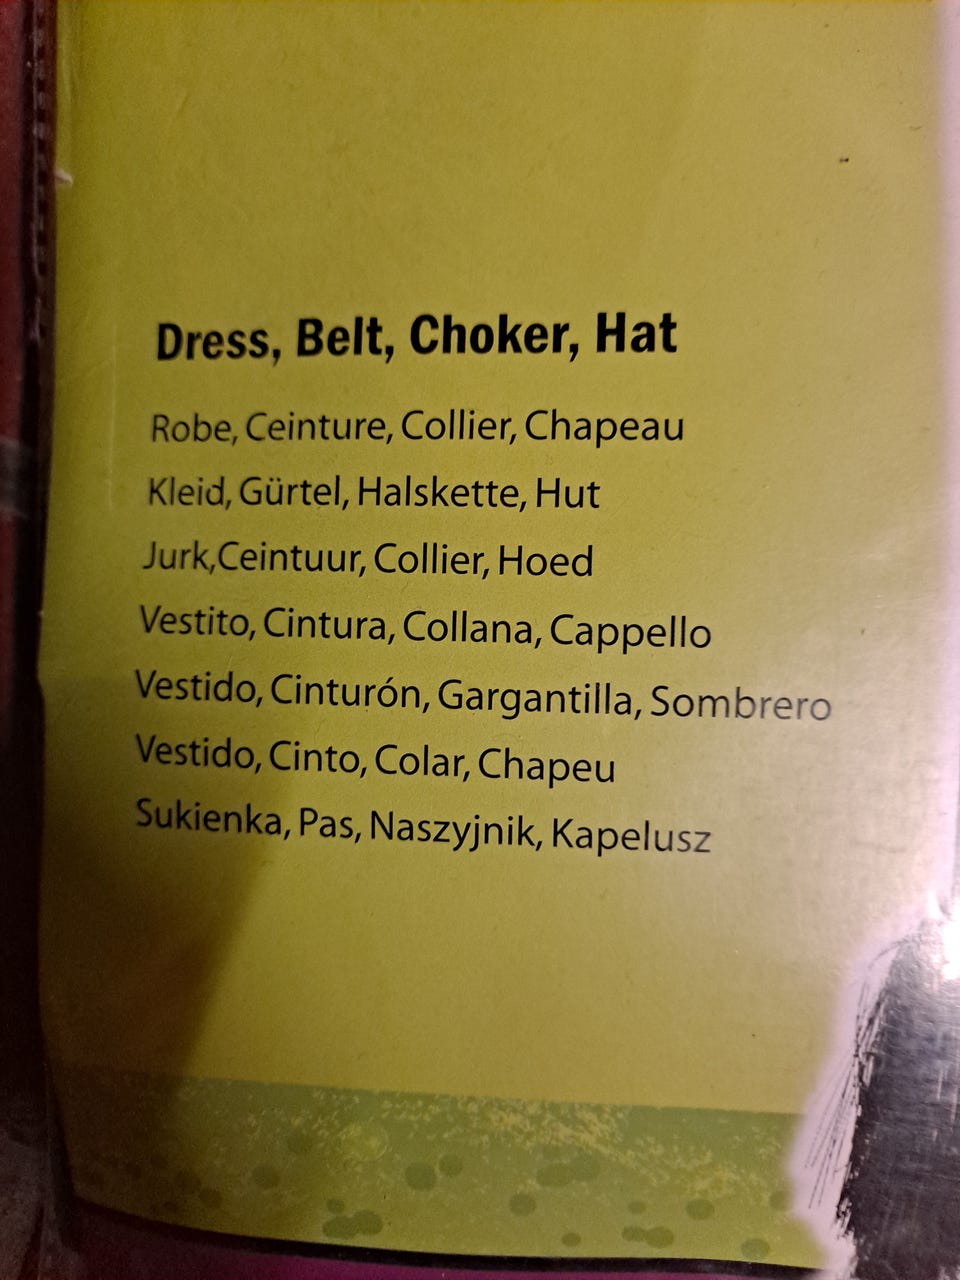 Dress, Belt, Choker, Hat
Robe, Ceinture, Collier, Chapeau
Kleid, Gürtel, Halskette, Hut
Jurk,Ceintuur, Collier, Hoed
Vestito, Cintura, Collana, Cappello
Vestido, Cinturón, Gargantilla, Sombrero
Vestido, Cinto, Colar, Chapeu
Sukienka, Pas, Naszyjnik, Kapelusz